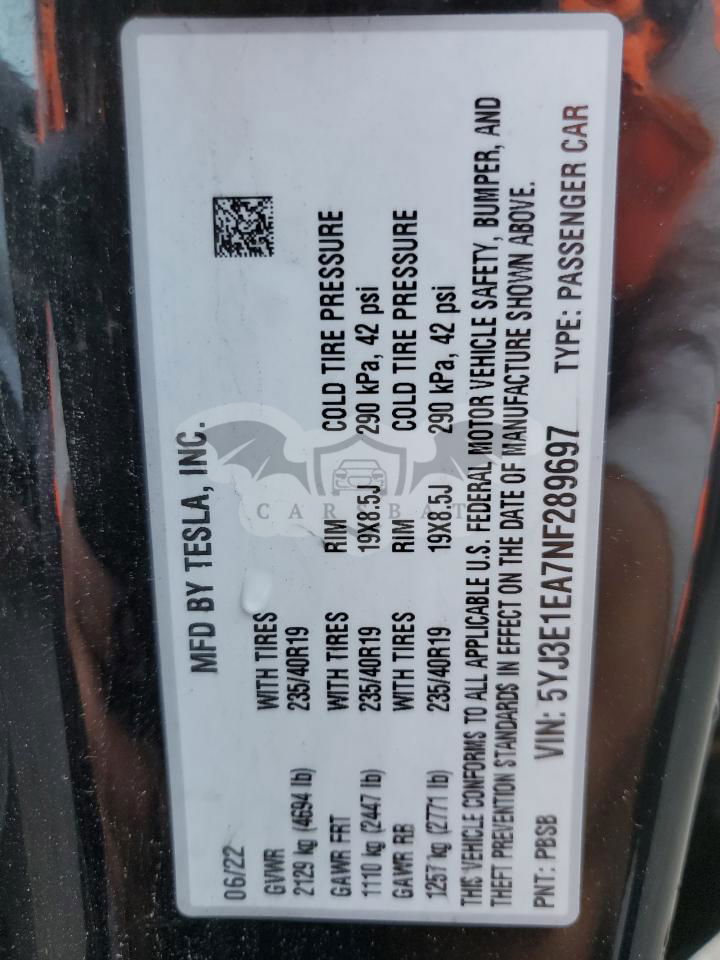 MFD BY TESLA, INC.
06/22
GVWR WITH TIRES
2129 kg (4694 lb) 235/40R19
GAWR FRT WITH TIRES RIM COLD TIRE PRESSURE
1110 kg (2447 lb) 235/40R19 19X8.5J 290 kPa, 42 psi
GAWR RR WITH TIRES RIM COLD TIRE PRESSURE
1257 kg (2771 lb) 235/40R19 19X8.5J 290 kPa, 42 psi
THIS VEHICLE CONFORMS TO ALL APPLICABLE U.S. FEDERAL MOTOR VEHICLE SAFETY, BUMPER, AND
THEFT PREVENTION STANDARDS IN EFFECT ON THE DATE OF MANUFACTURE SHOWN ABOVE.
PNT: PBSB VIN: 5YJ3E1EA7NF289697 TYPE: PASSENGER CAR
CARSBAT